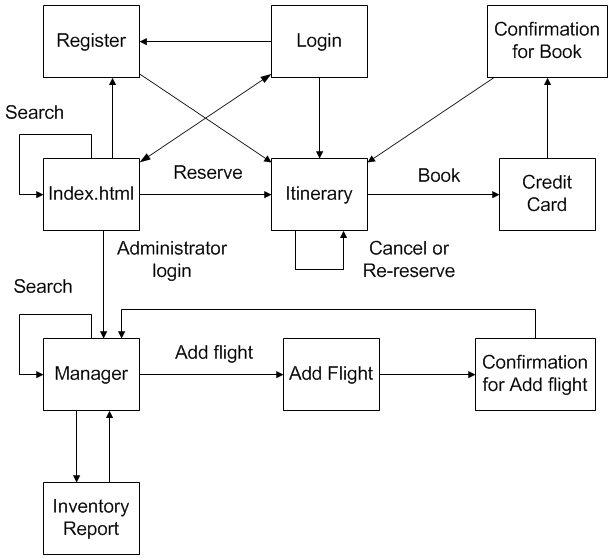 Register
Login
Confirmation
for Book
Search
Index.html
Reserve
Itinerary
Book
Credit
Card
Administrator
login
Cancel or
Re-reserve
Search
Manager
Add flight
Add Flight
Confirmation
for Add flight
Inventory
Report